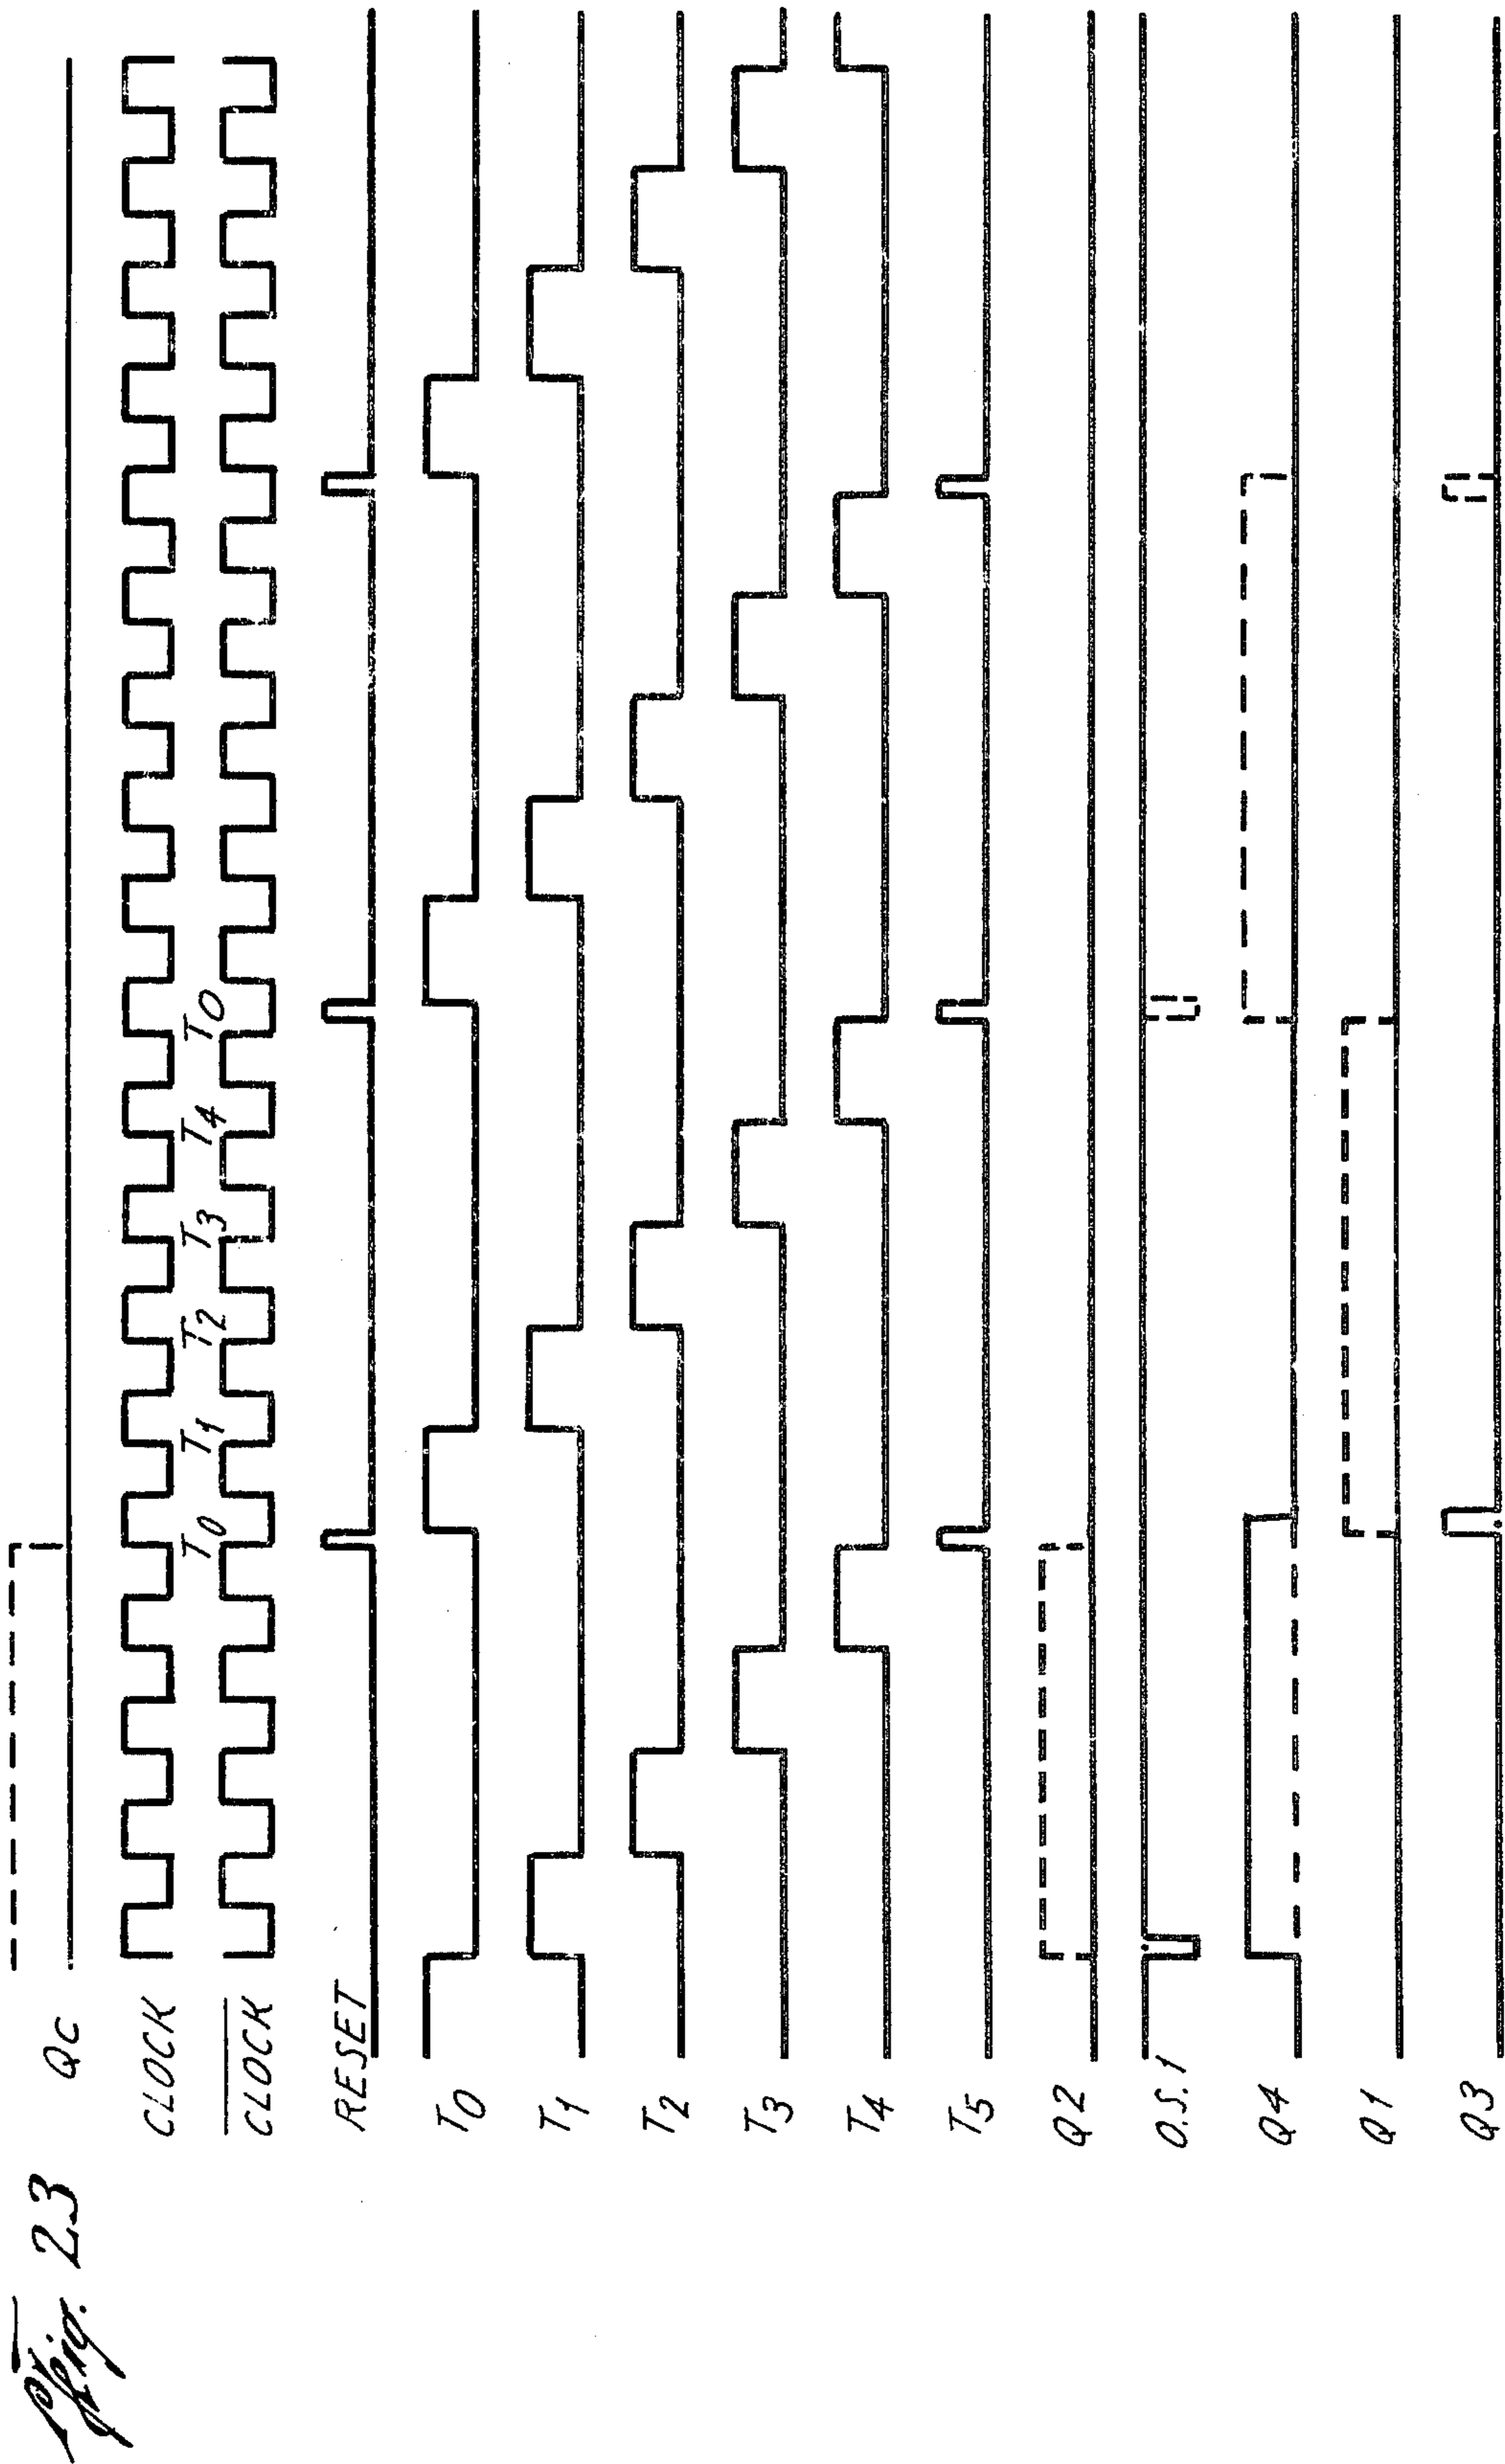 Fig. 23
QC
CLOCK
CLOCK
RESET
T0
T1
T2
T3
T4
T5
Q2
O.S.1
Q4
Q1
Q3
T0 T1 T2 T3 T4 T0